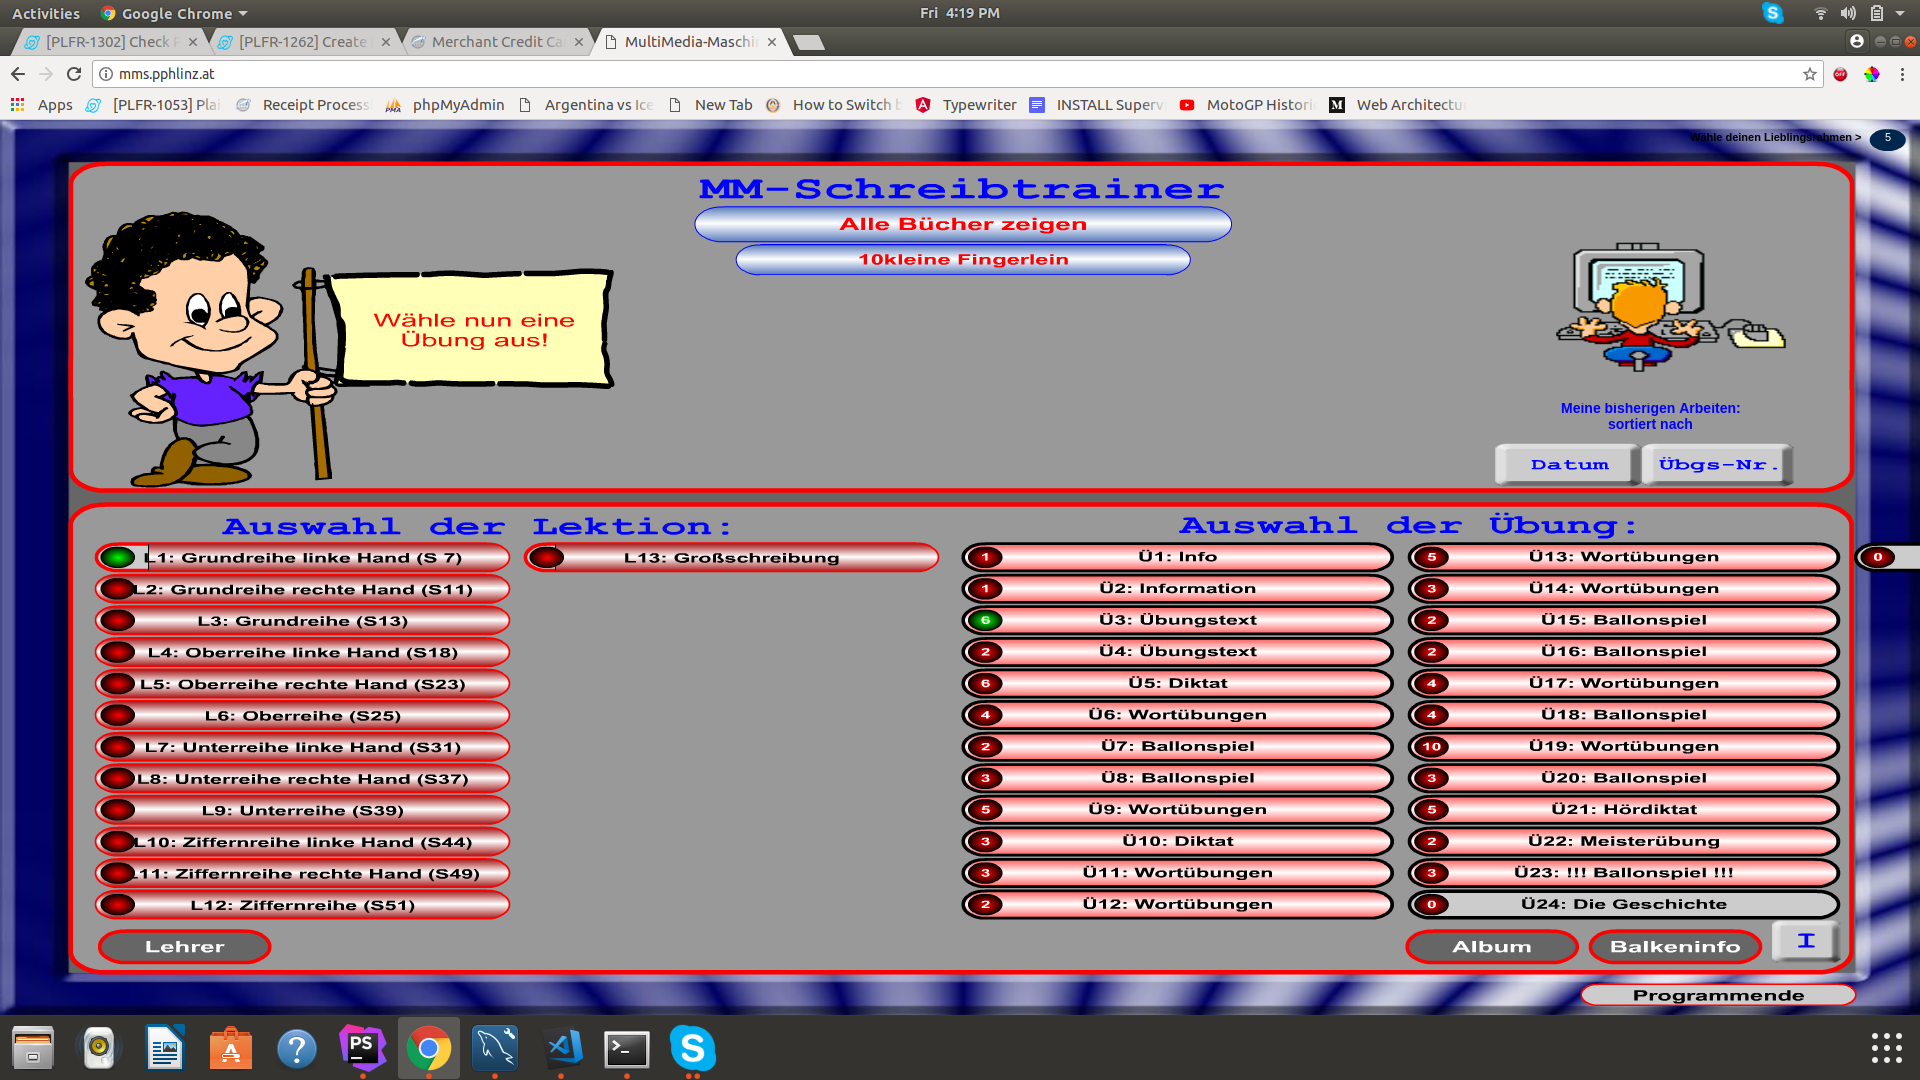 Activities
Google Chrome
Fri 4:19 PM
[PLFR-1302] Check
[PLFR-1262] Create
Merchant Credit Ca
MultiMedia-Maschi
mms.pphlinz.at
Apps
[PLFR-1053] Pla
Receipt Process
phpMyAdmin
Argentina vs Ice
New Tab
How to Switch
Typewriter
INSTALL Superv
MotoGP Histori
Web Architectu
Wähle deinen Lieblingsrahmen >
5
MM-Schreibtrainer
Alle Bücher zeigen
10kleine Fingerlein
Wähle nun eine
Übung aus!
Meine bisherigen Arbeiten:
sortiert nach
Datum
Übgs-Nr.
Auswahl der Lektion:
L1: Grundreihe linke Hand (S 7)
L2: Grundreihe rechte Hand (S11)
L3: Grundreihe (S13)
L4: Oberreihe linke Hand (S18)
L5: Oberreihe rechte Hand (S23)
L6: Oberreihe (S25)
L7: Unterreihe linke Hand (S31)
L8: Unterreihe rechte Hand (S37)
L9: Unterreihe (S39)
L10: Ziffernreihe linke Hand (S44)
L11: Ziffernreihe rechte Hand (S49)
L12: Ziffernreihe (S51)
L13: Großschreibung
Auswahl der Übung:
1 Ü1: Info
1 Ü2: Information
6 Ü3: Übungstext
2 Ü4: Übungstext
6 Ü5: Diktat
4 Ü6: Wortübungen
2 Ü7: Ballonspiel
3 Ü8: Ballonspiel
5 Ü9: Wortübungen
3 Ü10: Diktat
3 Ü11: Wortübungen
2 Ü12: Wortübungen
5 Ü13: Wortübungen
3 Ü14: Wortübungen
2 Ü15: Ballonspiel
2 Ü16: Ballonspiel
4 Ü17: Wortübungen
4 Ü18: Ballonspiel
10 Ü19: Wortübungen
3 Ü20: Ballonspiel
5 Ü21: Hördiktat
2 Ü22: Meisterübung
3 Ü23: !!! Ballonspiel !!!
0 Ü24: Die Geschichte
0
Lehrer
Album
Balkeninfo
I
Programmende